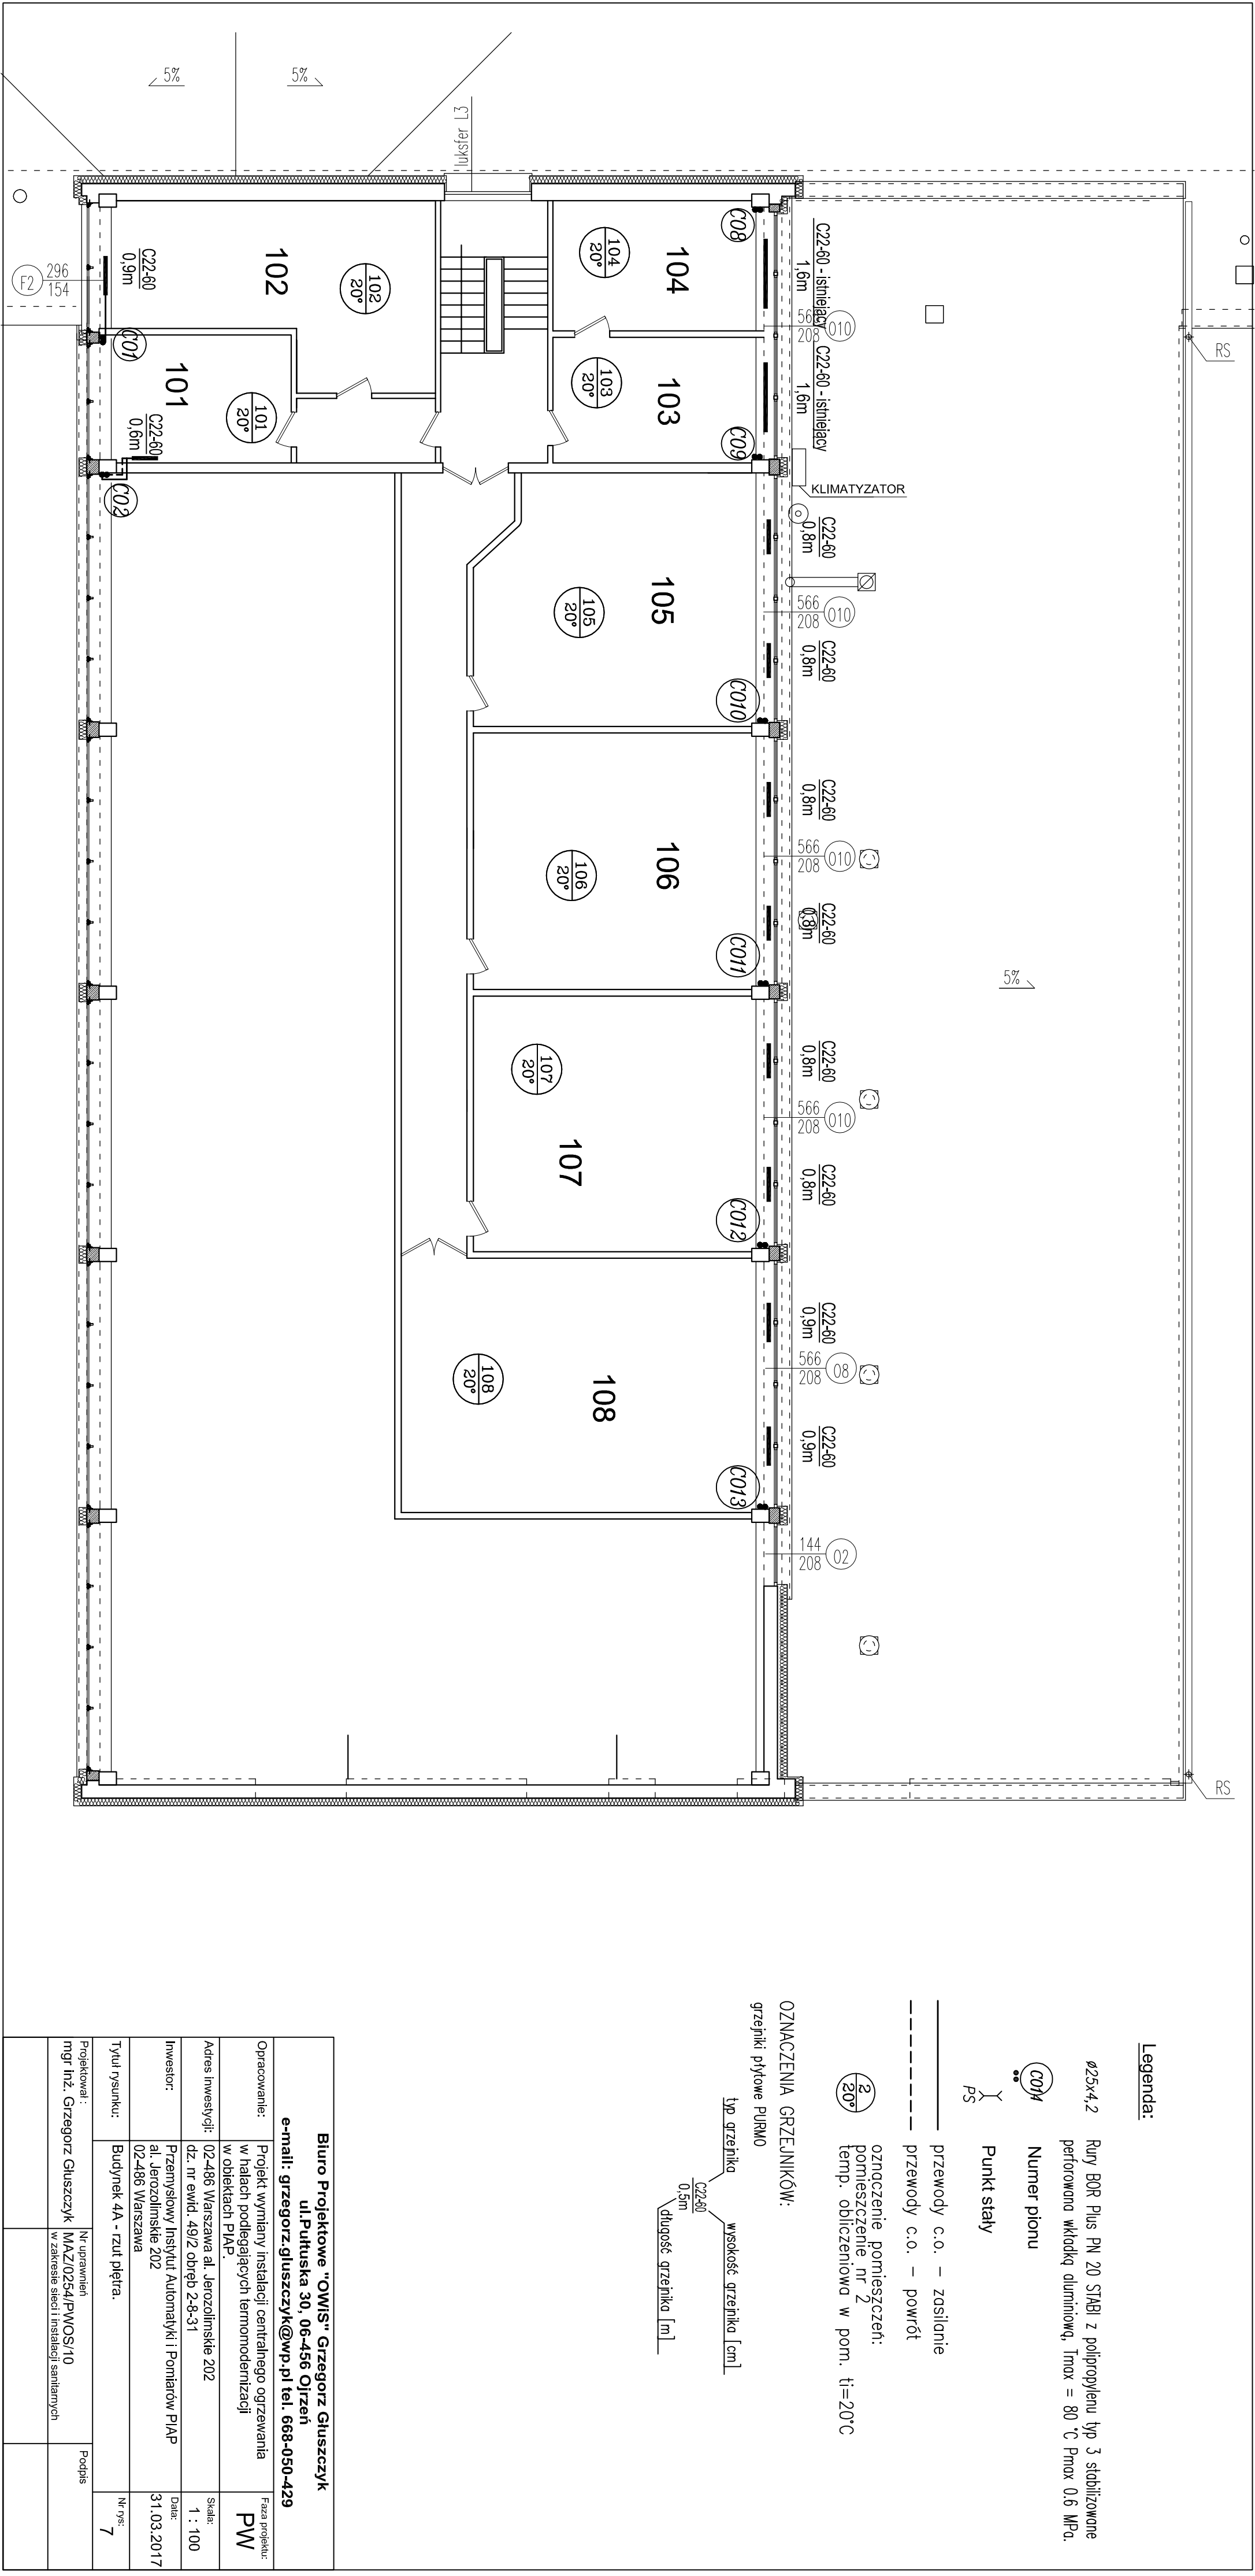 5%
5%
luksfer L3
104
104
20°
C08
C22-60 - istniejący
1,6m
010
C22-60 - istniejący
1,6m
566
208
103
103
20°
C09
KLIMATYZATOR
RS
102
102
20°
C22-60
0,9m
296
154
F2
C01
101
101
20°
C22-60
0,6m
C02
C22-60
0,8m
566
208
010
C22-60
0,8m
105
105
20°
C010
C22-60
0,8m
566
208
010
C22-60
0,8m
106
106
20°
C011
5%
C22-60
0,8m
566
208
010
C22-60
0,8m
107
107
20°
C012
C22-60
0,9m
566
208
08
C22-60
0,9m
108
108
20°
C013
144
208
02
RS
Legenda:
ø25x4,2 Rury BOR Plus PN 20 STABI z polipropylenu typ 3 stabilizowane
perforowana wkładką aluminiową, Tmax = 80 °C Pmax 0.6 MPa.
C014 Numer pionu
PS Punkt stały
przewody c.o. - zasilanie
przewody c.o. - powrót
2
20°
oznaczenie pomieszczeń:
pomieszczenie nr 2
temp. obliczeniowa w pom. ti=20°C
OZNACZENIA GRZEJNIKÓW:
grzejniki płytowe PURMO
typ grzejnika
wysokość grzejnika [cm]
C22-60
0,5m
długość grzejnika [m]
Biuro Projektowe "OWiS" Grzegorz Głuszczyk
ul.Pułtuska 30, 06-456 Ojrzeń
e-mail: grzegorz.gluszczyk@wp.pl tel. 668-050-429
Opracowanie:
Projekt wymiany instalacji centralnego ogrzewania
w halach podlegających termomodernizacji
w obiektach PIAP.
Faza projektu:
PW
Adres inwestycji:
02-486 Warszawa al. Jerozolimskie 202
dz. nr ewid. 49/2 obręb 2-8-31
Skala:
1 : 100
Inwestor:
Przemysłowy Instytut Automatyki i Pomiarów PIAP
al. Jerozolimskie 202
02-486 Warszawa
Data:
31.03.2017
Tytuł rysunku:
Budynek 4A - rzut piętra.
Nr rys:
7
Projektował :
mgr inż. Grzegorz Głuszczyk
Nr uprawnień
MAZ/0254/PWOS/10
w zakresie sieci i instalacji sanitarnych
Podpis